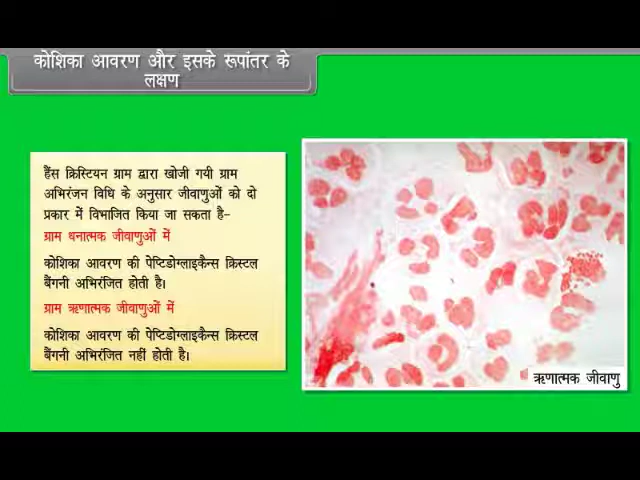 कोशिका आवरण और इसके रूपांतर के
लक्षण
हैंस क्रिस्टियन ग्राम द्वारा खोजी गयी ग्राम
अभिरंजन विधि के अनुसार जीवाणुओं को दो
प्रकार में विभाजित किया जा सकता है-
ग्राम धनात्मक जीवाणुओं में
कोशिका आवरण की पेप्टिडोग्लाइकैन्स क्रिस्टल
बैंगनी अभिरंजित होती है।
ग्राम ऋणात्मक जीवाणुओं में
कोशिका आवरण की पेप्टिडोग्लाइकैन्स क्रिस्टल
बैंगनी अभिरंजित नहीं होती है।
ऋणात्मक जीवाणु